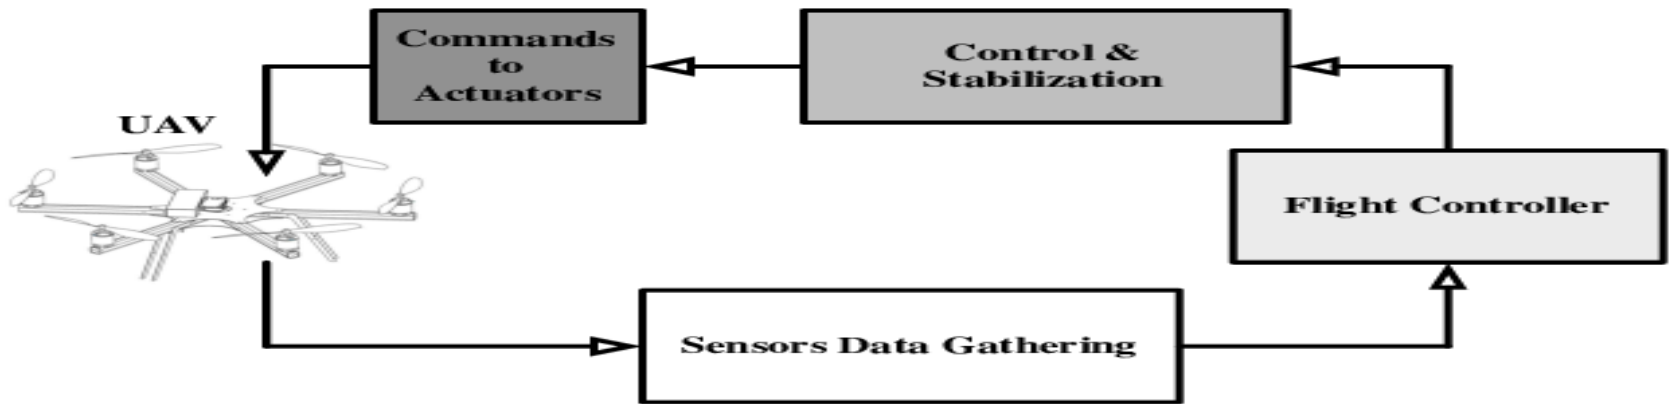 Commands
to
Actuators
Control &
Stabilization
UAV
Flight Controller
Sensors Data Gathering